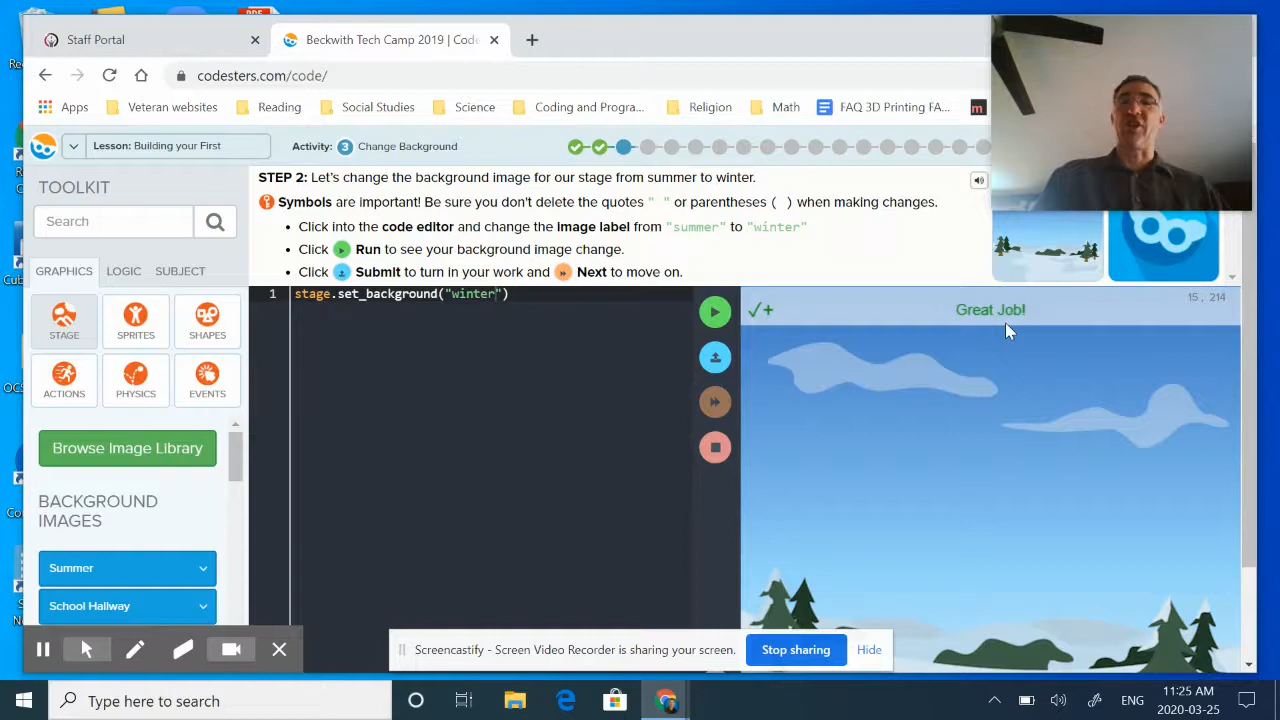 PDF
Staff Portal
Beckwith Tech Camp 2019 | Code
codesters.com/code/
Apps
Veteran websites
Reading
Social Studies
Science
Coding and Progra...
Religion
Math
FAQ 3D Printing FA...
m
Lesson: Building your First
Activity: 3 Change Background
TOOLKIT
Search
GRAPHICS
LOGIC
SUBJECT
STAGE
SPRITES
SHAPES
ACTIONS
PHYSICS
EVENTS
Browse Image Library
BACKGROUND
IMAGES
Summer
School Hallway
STEP 2: Let's change the background image for our stage from summer to winter.
Symbols are important! Be sure you don't delete the quotes " " or parentheses ( ) when making changes.
• Click into the code editor and change the image label from "summer" to "winter"
• Click Run to see your background image change.
• Click Submit to turn in your work and Next to move on.
1 stage.set_background("winter")
15 , 214
✓+ Great Job!
Screencastify - Screen Video Recorder is sharing your screen.
Stop sharing
Hide
Type here to search
ENG
11:25 AM
2020-03-25